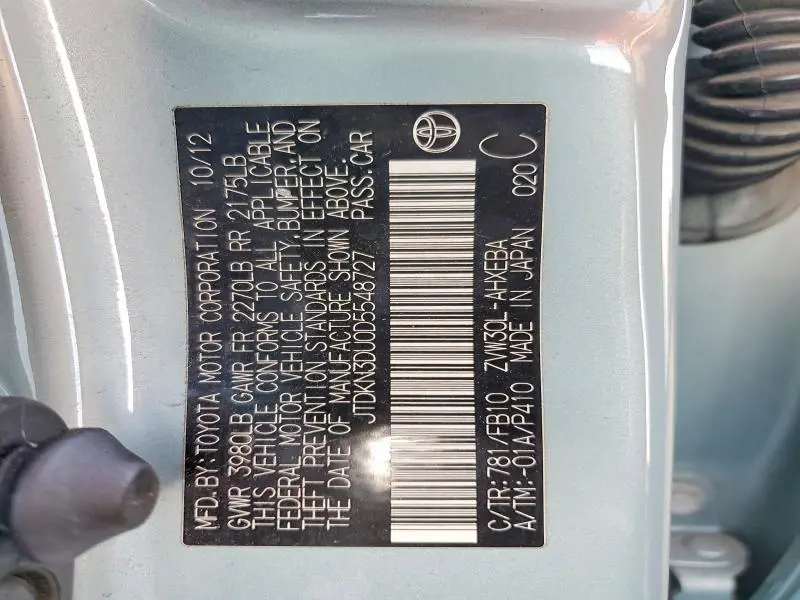 MFD.BY:TOYOTA MOTOR CORPORATION 10/12
GVWR 3980LB GAWR FR 2270LB RR 2175LB
THIS VEHICLE CONFORMS TO ALL APPLICABLE
FEDERAL MOTOR VEHICLE SAFETY,BUMPER,AND
THEFT PREVENTION STANDARDS IN EFFECT ON
THE DATE OF MANUFACTURE SHOWN ABOVE.
JTDKN3DU0D5548727 PASS.CAR
C/TR:781/FB10 ZVW30L-AHXEBA
A/TM:-01A/P410 MADE IN JAPAN 020 C